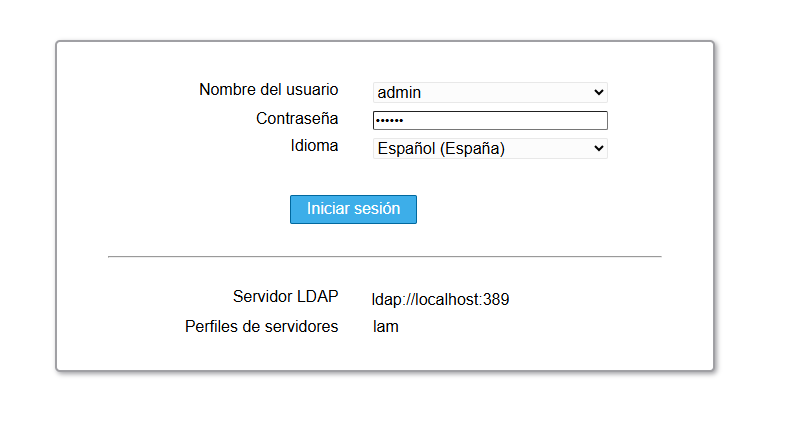 Nombre del usuario admin
Contraseña ••••••
Idioma Español (España)
Iniciar sesión
Servidor LDAP ldap://localhost:389
Perfiles de servidores lam